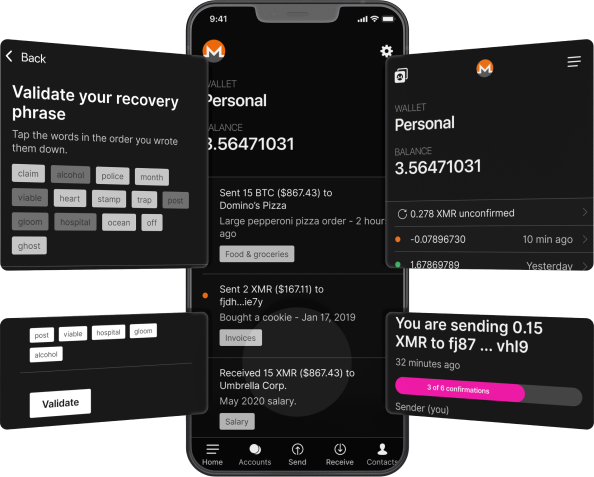 Back
Validate your recovery
phrase
Tap the words in the order you wrote
them down.
claim alcohol police month
viable heart stamp trap post
gloom hospital ocean off
ghost
post viable hospital gloom
alcohol
Validate
9:41
WALLET
Personal
BALANCE
3.56471031
Sent 15 BTC ($867.43) to
Domino's Pizza
Large pepperoni pizza order - 2 hour
ago
Food & groceries
Sent 2 XMR ($167.11) to
fjdh...ie7y
Bought a cookie - Jan 17, 2019
Invoices
Received 15 XMR ($867.43) to
Umbrella Corp.
May 2020 salary.
Salary
Home Accounts Send Receive Contacts
WALLET
Personal
BALANCE
3.56471031
0.278 XMR unconfirmed
-0.07896730 10 min ago
1.67869789 Yesterday
You are sending 0.15
XMR to fj87 ... vhl9
32 minutes ago
3 of 6 confirmations
Sender (you)